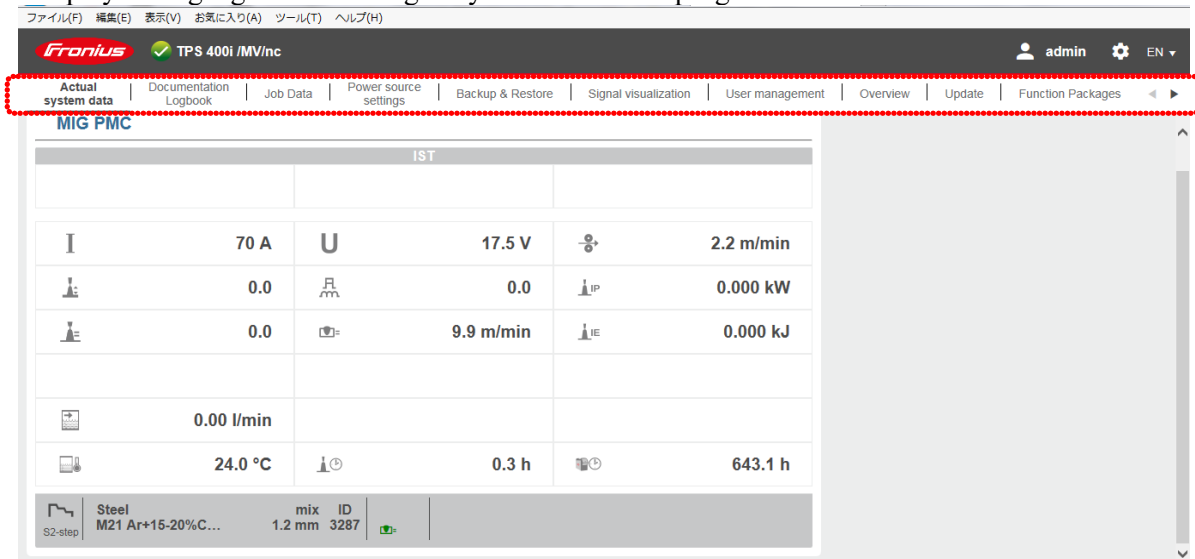 ファイル(F) 編集(E) 表示(V) お気に入り(A) ツール(T) ヘルプ(H)
Fronius TPS 400i /MV/nc admin EN
Actual system data
Documentation Logbook
Job Data
Power source settings
Backup & Restore
Signal visualization
User management
Overview
Update
Function Packages
MIG PMC
IST
I 70 A U 17.5 V 2.2 m/min
0.0 0.0 IP 0.000 kW
0.0 9.9 m/min IE 0.000 kJ
0.00 l/min
24.0 °C 0.3 h 643.1 h
S2-step
Steel mix ID
M21 Ar+15-20%C... 1.2 mm 3287